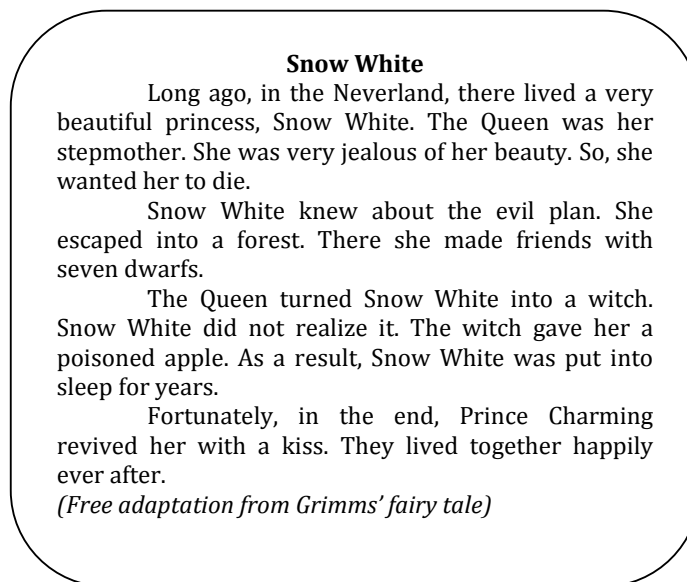 Snow White
Long ago, in the Neverland, there lived a very
beautiful princess, Snow White. The Queen was her
stepmother. She was very jealous of her beauty. So, she
wanted her to die.
Snow White knew about the evil plan. She
escaped into a forest. There she made friends with
seven dwarfs.
The Queen turned Snow White into a witch.
Snow White did not realize it. The witch gave her a
poisoned apple. As a result, Snow White was put into
sleep for years.
Fortunately, in the end, Prince Charming
revived her with a kiss. They lived together happily
ever after.
(Free adaptation from Grimms’ fairy tale)